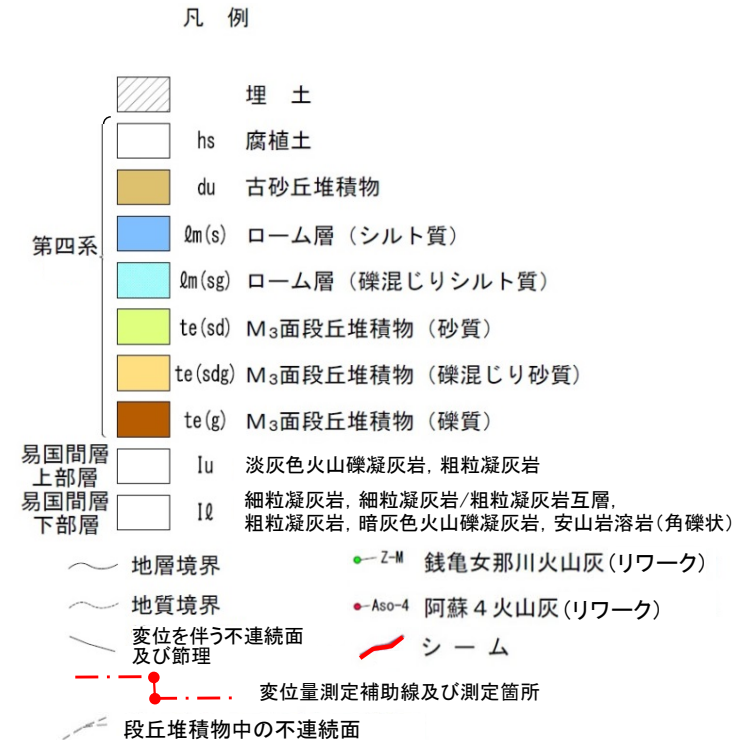 凡 例
埋 土
第四系
hs 腐植土
du 古砂丘堆積物
ℓm(s) ローム層（シルト質）
ℓm(sg) ローム層（礫混じりシルト質）
te(sd) M₃面段丘堆積物（砂質）
te(sdg) M₃面段丘堆積物（礫混じり砂質）
te(g) M₃面段丘堆積物（礫質）
易国間層
上部層
Iu 淡灰色火山礫凝灰岩，粗粒凝灰岩
易国間層
下部層
Iℓ 細粒凝灰岩，細粒凝灰岩/粗粒凝灰岩互層，
粗粒凝灰岩，暗灰色火山礫凝灰岩，安山岩溶岩（角礫状）
地層境界
Z-M 銭亀女那川火山灰（リワーク）
地質境界
Aso-4 阿蘇４火山灰（リワーク）
変位を伴う不連続面
及び節理
シ ー ム
変位量測定補助線及び測定箇所
段丘堆積物中の不連続面